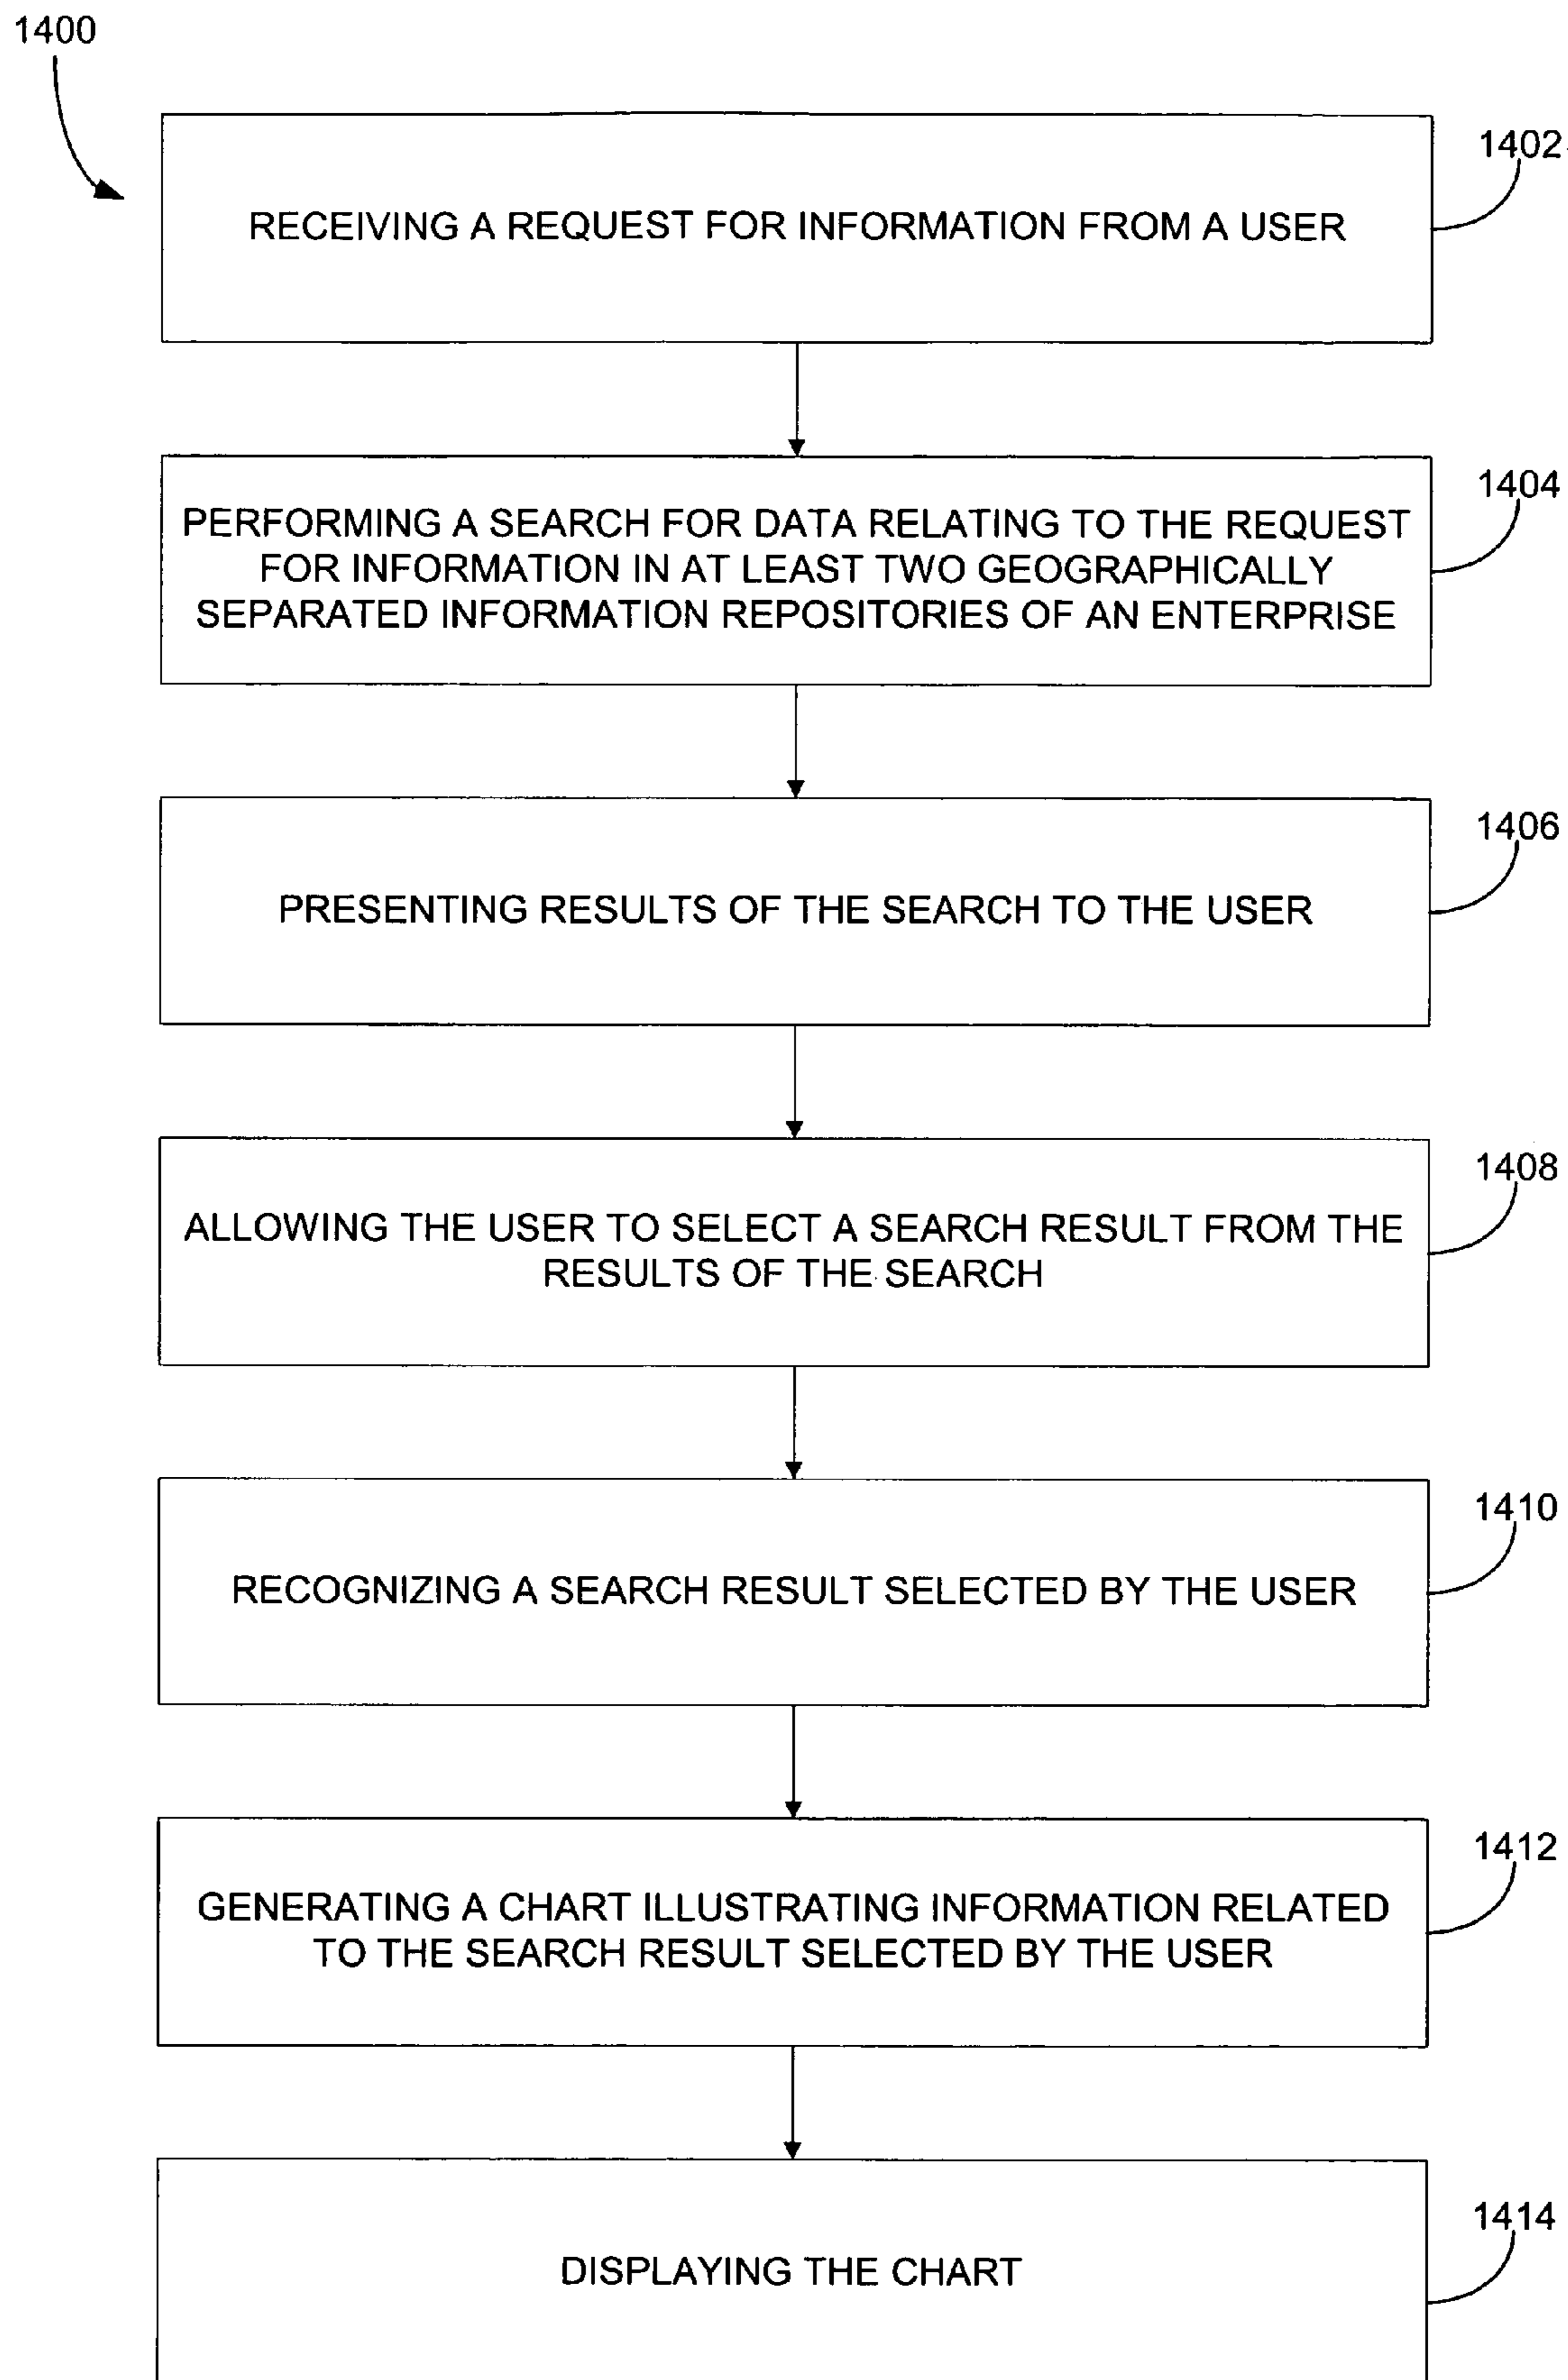 1400
1402
RECEIVING A REQUEST FOR INFORMATION FROM A USER
1404
PERFORMING A SEARCH FOR DATA RELATING TO THE REQUEST
FOR INFORMATION IN AT LEAST TWO GEOGRAPHICALLY
SEPARATED INFORMATION REPOSITORIES OF AN ENTERPRISE
1406
PRESENTING RESULTS OF THE SEARCH TO THE USER
1408
ALLOWING THE USER TO SELECT A SEARCH RESULT FROM THE
RESULTS OF THE SEARCH
1410
RECOGNIZING A SEARCH RESULT SELECTED BY THE USER
1412
GENERATING A CHART ILLUSTRATING INFORMATION RELATED
TO THE SEARCH RESULT SELECTED BY THE USER
1414
DISPLAYING THE CHART